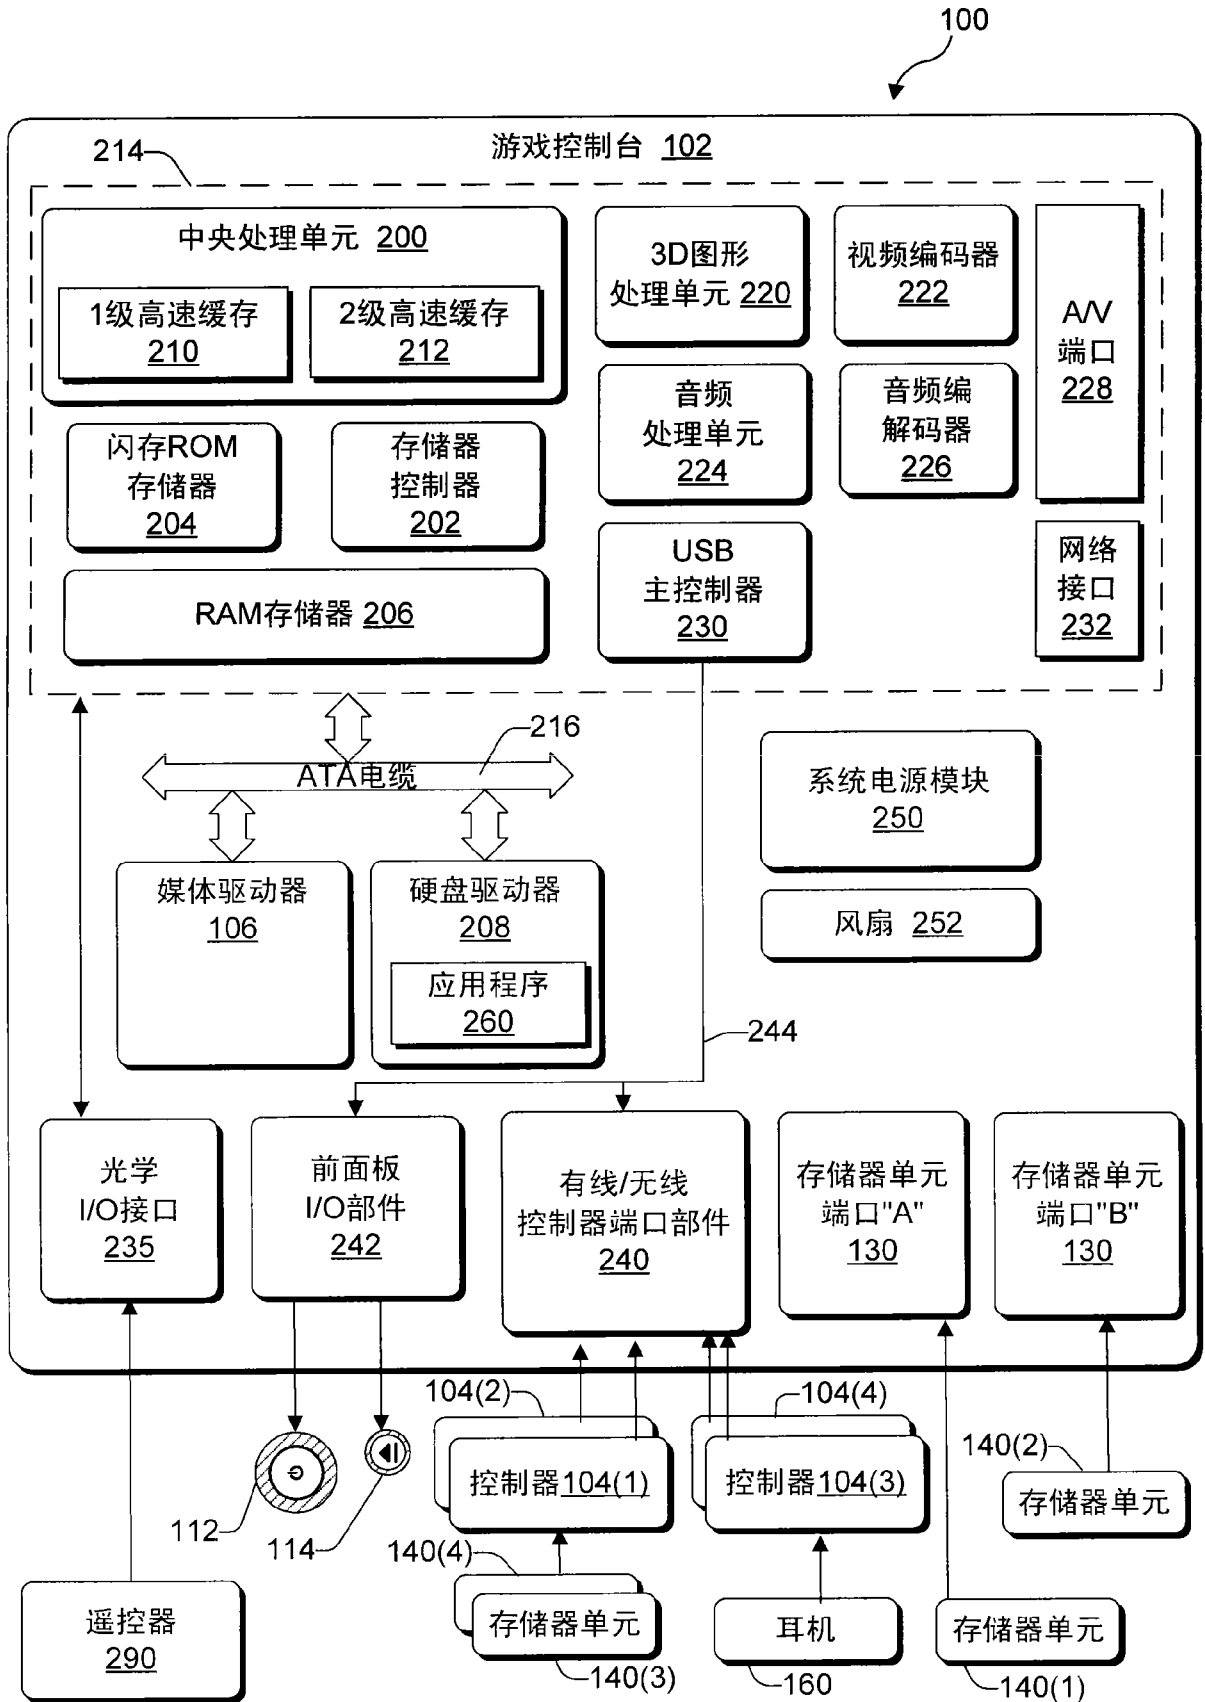 100
游戏控制台 102
214
中央处理单元 200
1级高速缓存
210
2级高速缓存
212
3D图形
处理单元 220
视频编码器
222
A/V
端口
228
音频
处理单元
224
音频编
解码器
226
闪存ROM
存储器
204
存储器
控制器
202
USB
主控制器
230
网络
接口
232
RAM存储器 206
216
ATA电缆
系统电源模块
250
媒体驱动器
106
硬盘驱动器
208
应用程序
260
风扇 252
244
光学
I/O接口
235
前面板
I/O部件
242
有线/无线
控制器端口部件
240
存储器单元
端口"A"
130
存储器单元
端口"B"
130
104(2)
104(4)
控制器104(1)
控制器104(3)
140(2)
存储器单元
112
114
140(4)
存储器单元
140(3)
耳机
160
存储器单元
140(1)
遥控器
290